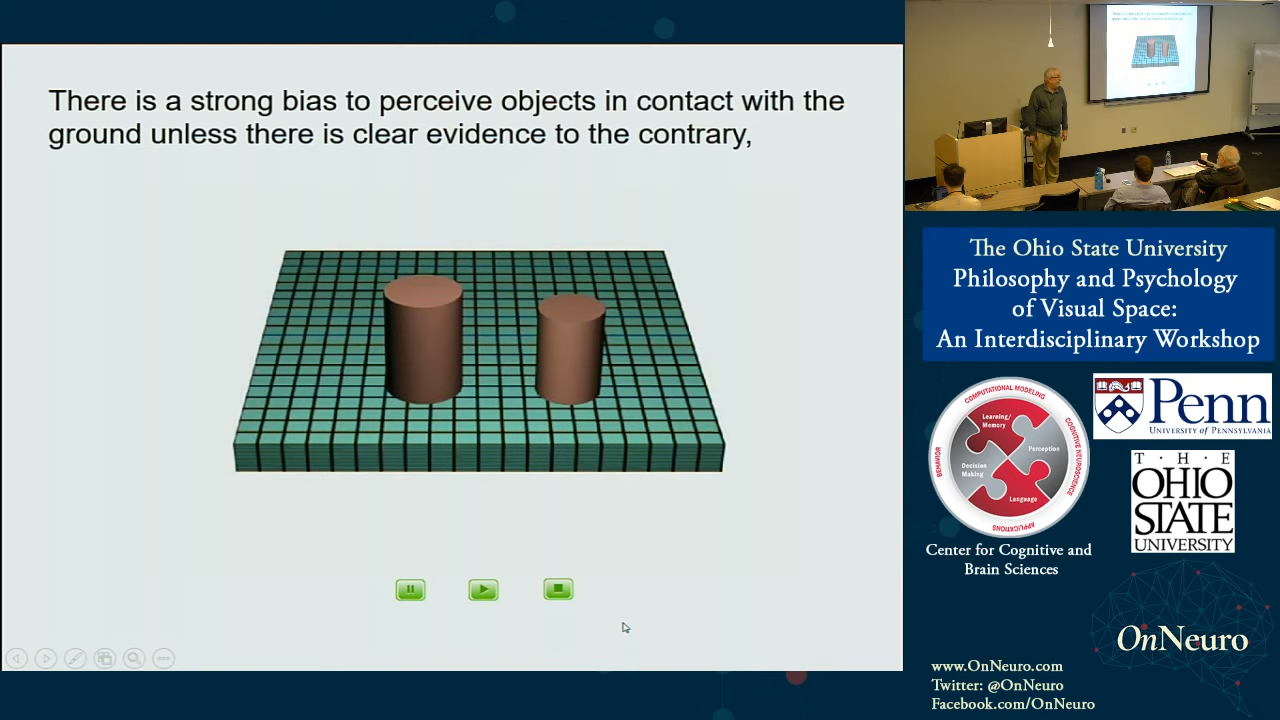 There is a strong bias to perceive objects in contact with the
ground unless there is clear evidence to the contrary,
The Ohio State University
Philosophy and Psychology
of Visual Space:
An Interdisciplinary Workshop
COMPUTATIONAL MODELING
COGNITIVE NEUROSCIENCE
APPLICATIONS
BEHAVIOR
Learning/
Memory
Perception
Decision
Making
Language
Penn
UNIVERSITY of PENNSYLVANIA
T · H · E
OHIO
STATE
UNIVERSITY
Center for Cognitive and
Brain Sciences
OnNeuro
www.OnNeuro.com
Twitter: @OnNeuro
Facebook.com/OnNeuro